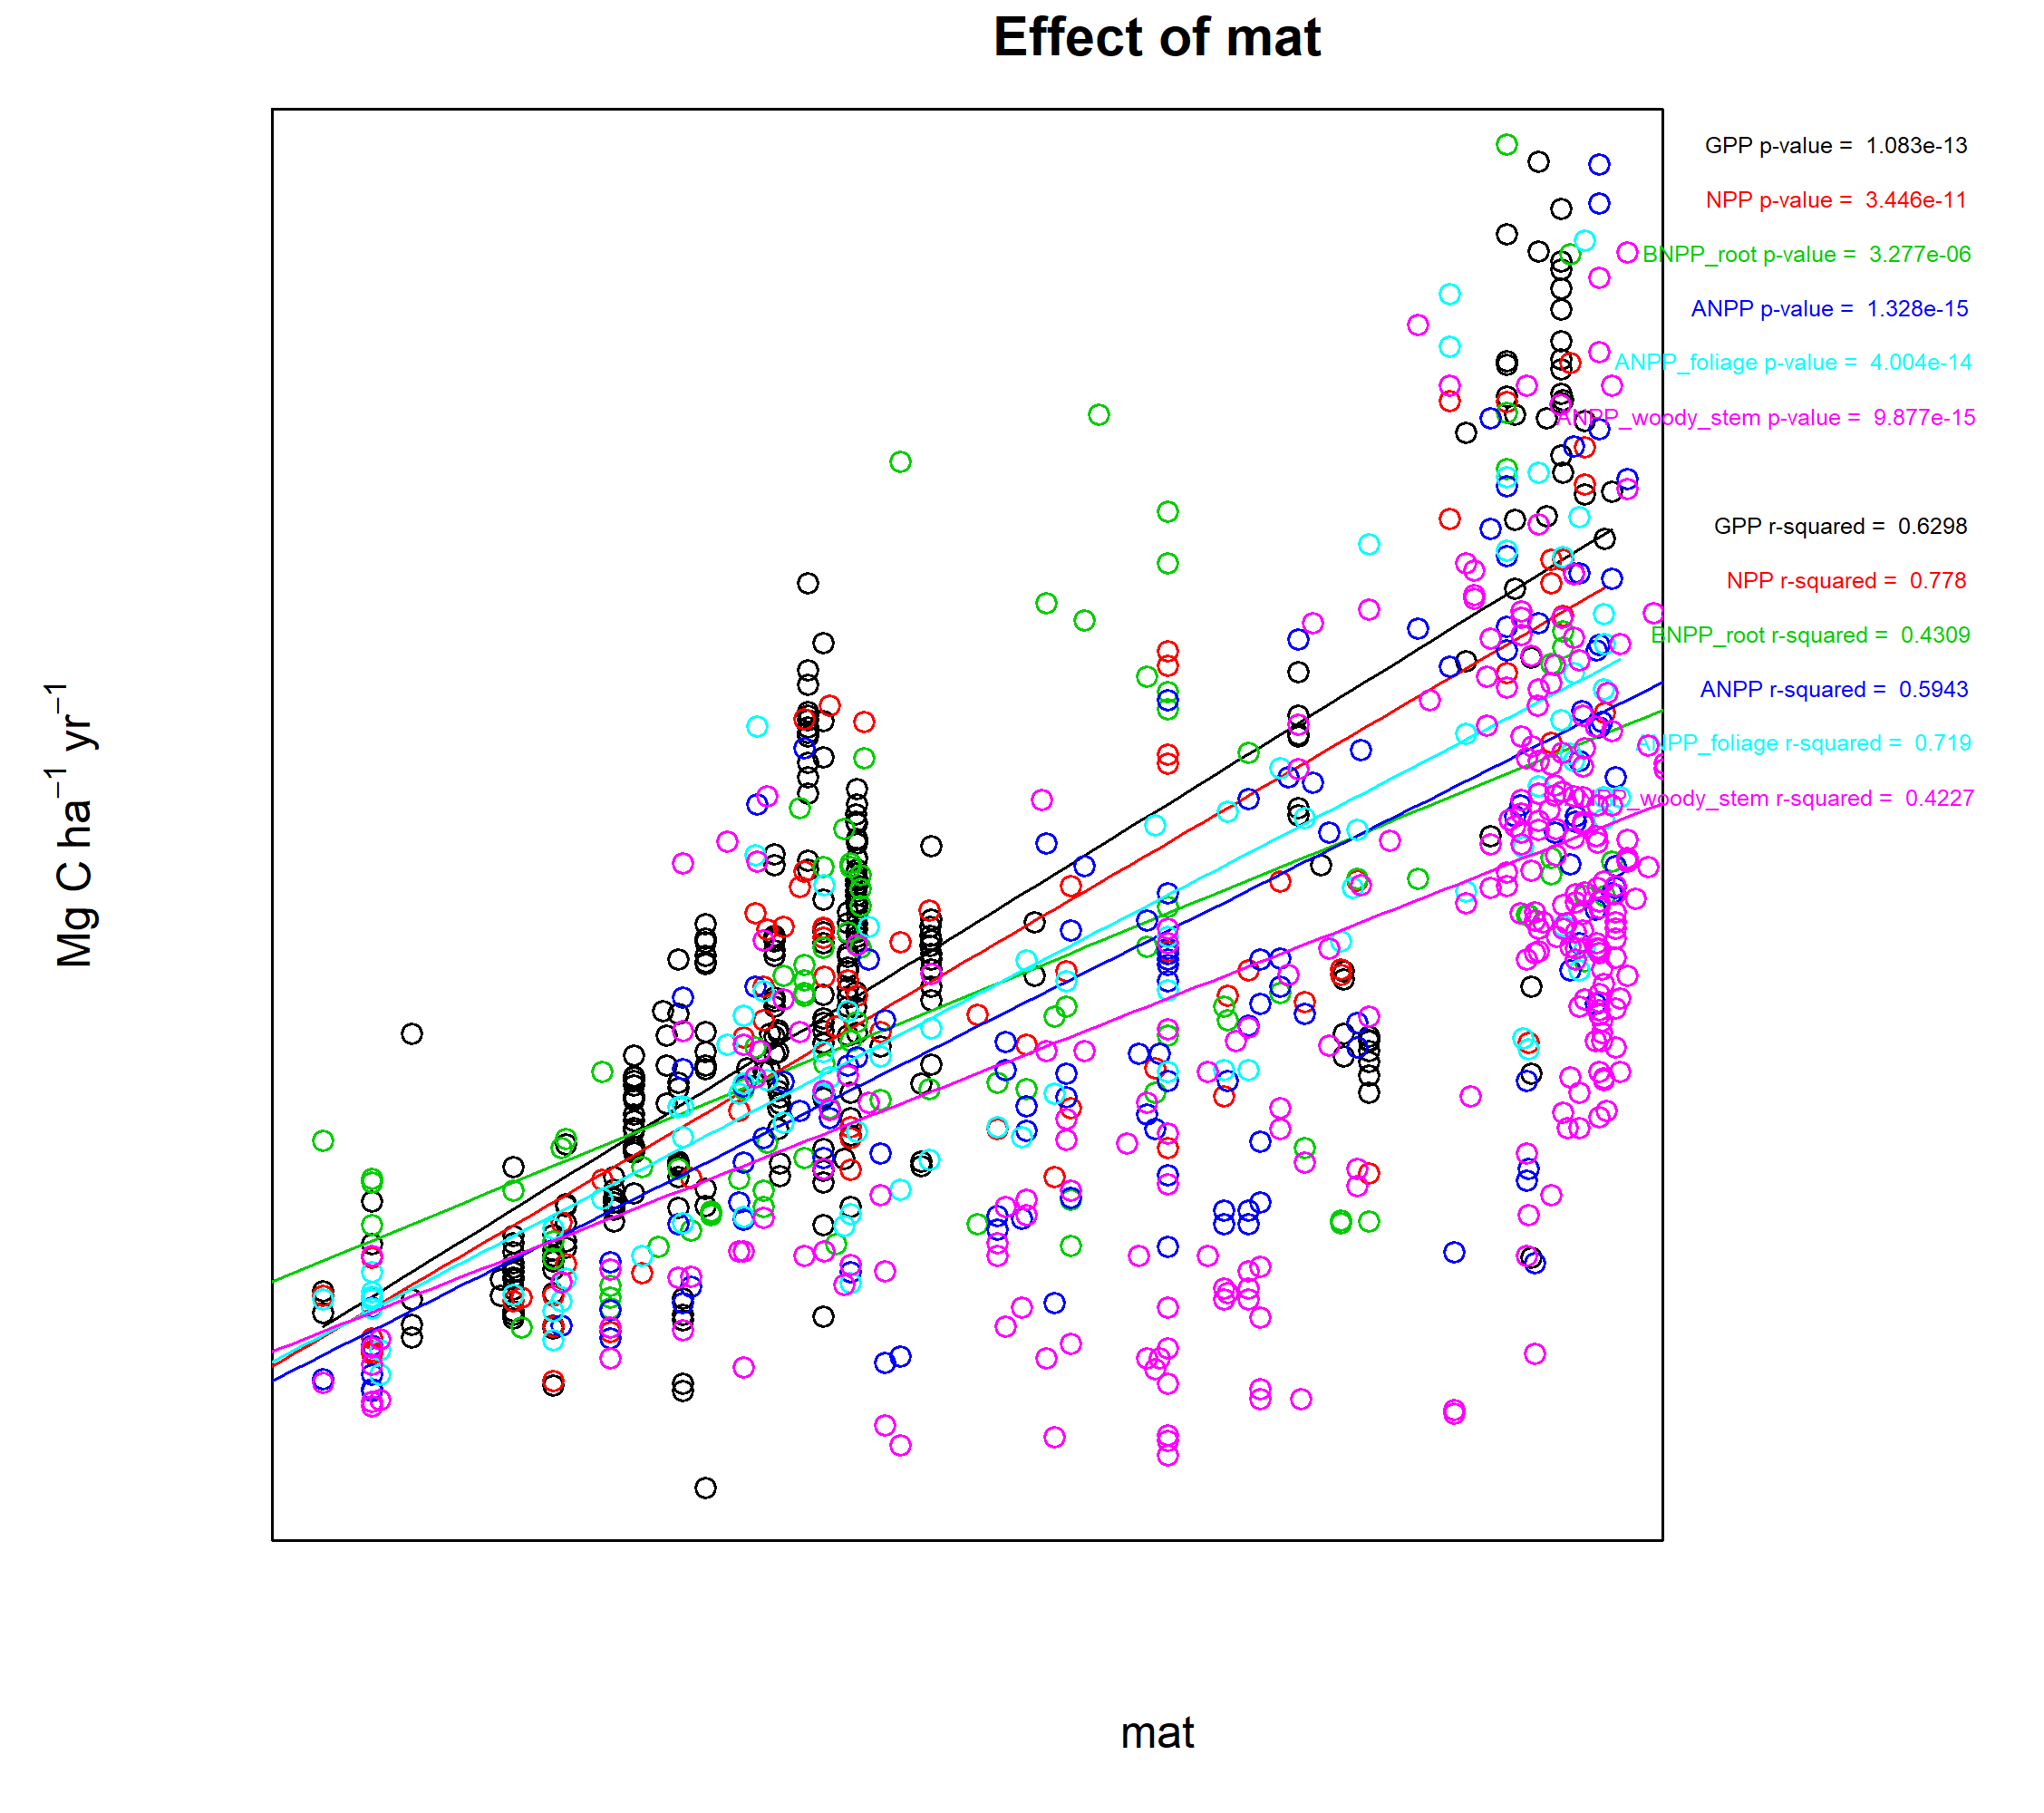 Effect of mat
GPP p-value = 1.083e-13
NPP p-value = 3.446e-11
BNPP_root p-value = 3.277e-06
ANPP p-value = 1.328e-15
ANPP_foliage p-value = 4.004e-14
ANPP_woody_stem p-value = 9.877e-15
GPP r-squared = 0.6298
NPP r-squared = 0.778
BNPP_root r-squared = 0.4309
ANPP r-squared = 0.5943
ANPP_foliage r-squared = 0.719
ANPP_woody_stem r-squared = 0.4227
Mg C ha⁻¹ yr⁻¹
mat